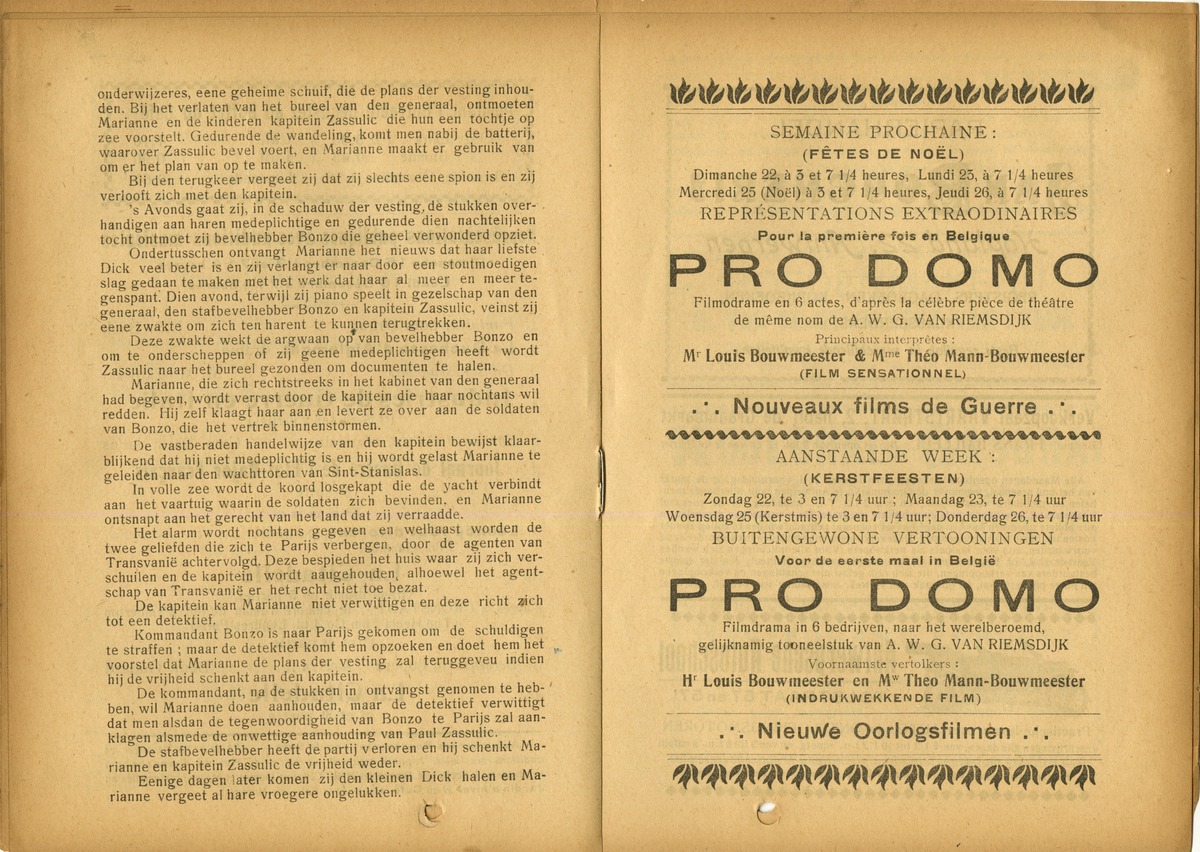 onderwijzeres, eene geheime schuif, die de plans der vesting inhou-
den. Bij het verlaten van het bureel van den generaal, ontmoeten
Marianne en de kinderen kapitein Zassulic die hun een tochtje op
zee voorstelt. Gedurende de wandeling, komt men nabij de batterij,
waarover Zassulic bevel voert, en Marianne maakt er gebruik van
om er het plan van op te maken.
Bij den terugkeer vergeet zij dat zij slechts eene spion is en zij
verlooft zich met den kapitein.
's Avonds gaat zij, in de schaduw der vesting, de stukken over-
handigen aan haren medeplichtige en gedurende dien nachtelijken
tocht ontmoet zij bevelhebber Bonzo die geheel verwonderd opziet.
Ondertusschen ontvangt Marianne het nieuws dat haar liefste
Dick veel beter is en zij verlangt er naar door een stoutmoedigen
slag gedaan te maken met het werk dat haar al meer en meer te-
genspant. Dien avond, terwijl zij piano speelt in gezelschap van den
generaal, den stafbevelhebber Bonzo en kapitein Zassulic, veinst zij
eene zwakte om zich ten harent te kunnen terugtrekken.
Deze zwakte wekt de argwaan op van bevelhebber Bonzo en
om te onderscheppen of zij geene medeplichtigen heeft wordt
Zassulic naar het bureel gezonden om documenten te halen.
Marianne, die zich rechtstreeks in het kabinet van den generaal
had begeven, wordt verrast door de kapitein die haar nochtans wil
redden. Hij zelf klaagt haar aan en levert ze over aan de soldaten
van Bonzo, die het vertrek binnenstormen.
De vastberaden handelwijze van den kapitein bewijst klaar-
blijkend dat hij niet medeplichtig is en hij wordt gelast Marianne te
geleiden naar den wachttoren van Sint-Stanislas.
In volle zee wordt de koord losgekapt die de yacht verbindt
aan het vaartuig waarin de soldaten zich bevinden, en Marianne
ontsnapt aan het gerecht van het land dat zij verraadde.
Het alarm wordt nochtans gegeven en welhaast worden de
twee geliefden die zich te Parijs verbergen, door de agenten van
Transvanië achtervolgd. Deze bespieden het huis waar zij zich ver-
schuilen en de kapitein wordt aaugehouden, alhoewel het agent-
schap van Transvanië er het recht niet toe bezat.
De kapitein kan Marianne niet verwittigen en deze richt zich
tot een detektief.
Kommandant Bonzo is naar Parijs gekomen om de schuldigen
te straffen ; maar de detektief komt hem opzoeken en doet hem het
voorstel dat Marianne de plans der vesting zal teruggeveu indien
hij de vrijheid schenkt aan den kapitein.
De kommandant, na de stukken in ontvangst genomen te heb-
ben, wil Marianne doen aanhouden, maar de detektief verwittigt
dat men alsdan de tegenwoordigheid van Bonzo te Parijs zal aan-
klagen alsmede de onwettige aanhouding van Paul Zassulic.
De stafbevelhebber heeft de partij verloren en hij schenkt Ma-
rianne en kapitein Zassulic de vrijheid weder.
Eenige dagen later komen zij den kleinen Dick halen en Ma-
rianne vergeet al hare vroegere ongelukken.
SEMAINE PROCHAINE :
(FÊTES DE NOËL)
Dimanche 22, à 3 et 7 1/4 heures, Lundi 23, à 7 1/4 heures
Mercredi 25 (Noël) à 3 et 7 1/4 heures, Jeudi 26, à 7 1/4 heures
REPRÉSENTATIONS EXTRAODINAIRES
Pour la première fois en Belgique
PRO DOMO
Filmodrame en 6 actes, d'après la célèbre pièce de théâtre
de même nom de A. W. G. VAN RIEMSDIJK
Principaux interprètes :
Mr Louis Bouwmeester & Mme Théo Mann-Bouwmeester
(FILM SENSATIONNEL)
.·. Nouveaux films de Guerre .·.
AANSTAANDE WEEK :
(KERSTFEESTEN)
Zondag 22, te 3 en 7 1/4 uur ; Maandag 23, te 7 1/4 uur
Woensdag 25 (Kerstmis) te 3 en 7 1/4 uur; Donderdag 26, te 7 1/4 uur
BUITENGEWONE VERTOONINGEN
Voor de eerste maal in België
PRO DOMO
Filmdrama in 6 bedrijven, naar het werelberoemd,
gelijknamig tooneelstuk van A. W. G. VAN RIEMSDIJK
Voornaamste vertolkers :
Hr Louis Bouwmeester en Mw Theo Mann-Bouwmeester
(INDRUKWEKKENDE FILM)
.·. Nieuwe Oorlogsfilmen .·.